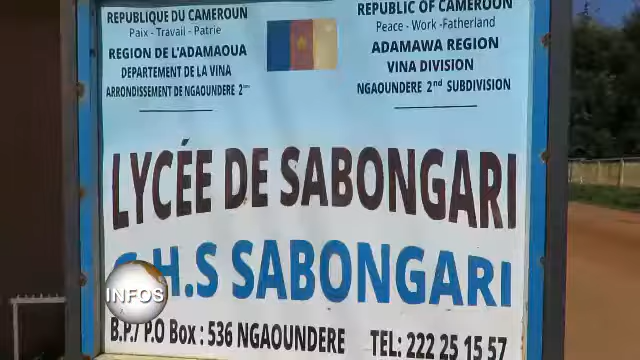 REPUBLIQUE DU CAMEROUN
Paix - Travail - Patrie
REGION DE L'ADAMAOUA
DEPARTEMENT DE LA VINA
ARRONDISSEMENT DE NGAOUNDERE 2
REPUBLIC OF CAMEROON
Peace - Work -Fatherland
ADAMAWA REGION
VINA DIVISION
NGAOUNDERE 2nd SUBDIVISION
LYCÉE DE SABONGARI
G.H.S SABONGARI
INFOS
B.P./P.O Box : 536 NGAOUNDERE TEL: 222 25 15 57